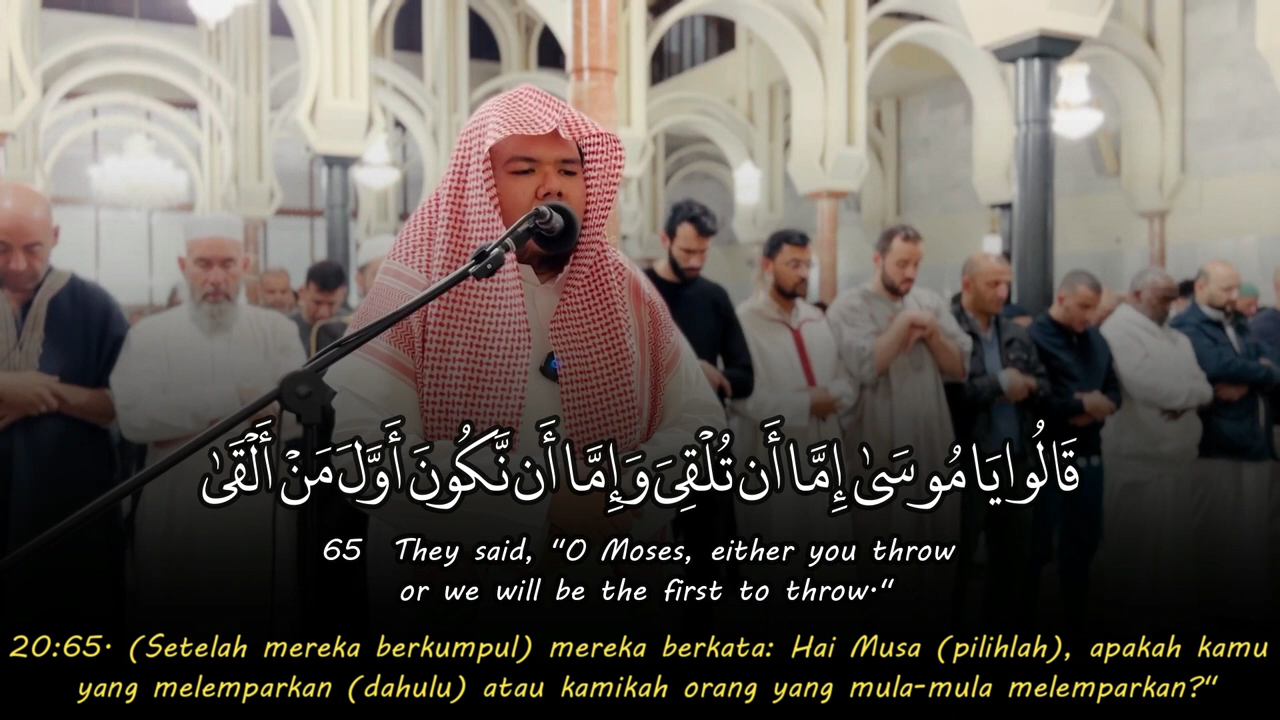 قَالُوا يَا مُوسَىٰ إِمَّا أَن تُلْقِيَ وَإِمَّا أَن نَّكُونَ أَوَّلَ مَنْ أَلْقَىٰ
65 They said, “O Moses, either you throw
or we will be the first to throw.“
20:65. (Setelah mereka berkumpul) mereka berkata: Hai Musa (pilihlah), apakah kamu
yang melemparkan (dahulu) atau kamikah orang yang mula-mula melemparkan?“